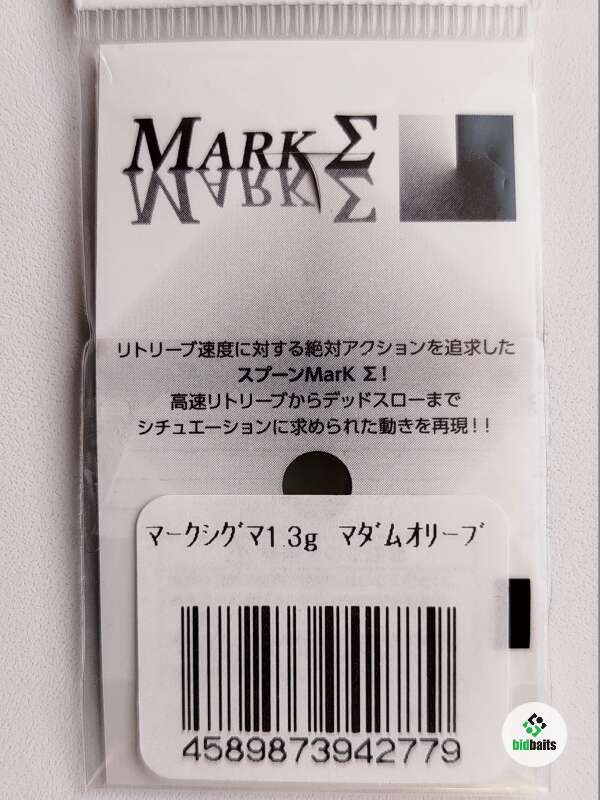 MARK Σ
リトリーブ速度に対する絶対アクションを追求した
スプーンMarK Σ!
高速リトリーブからデッドスローまで
シチュエーションに求められた動きを再現!!
マークシグマ1.3g マダムオリーブ
4589873942779
bidbaits